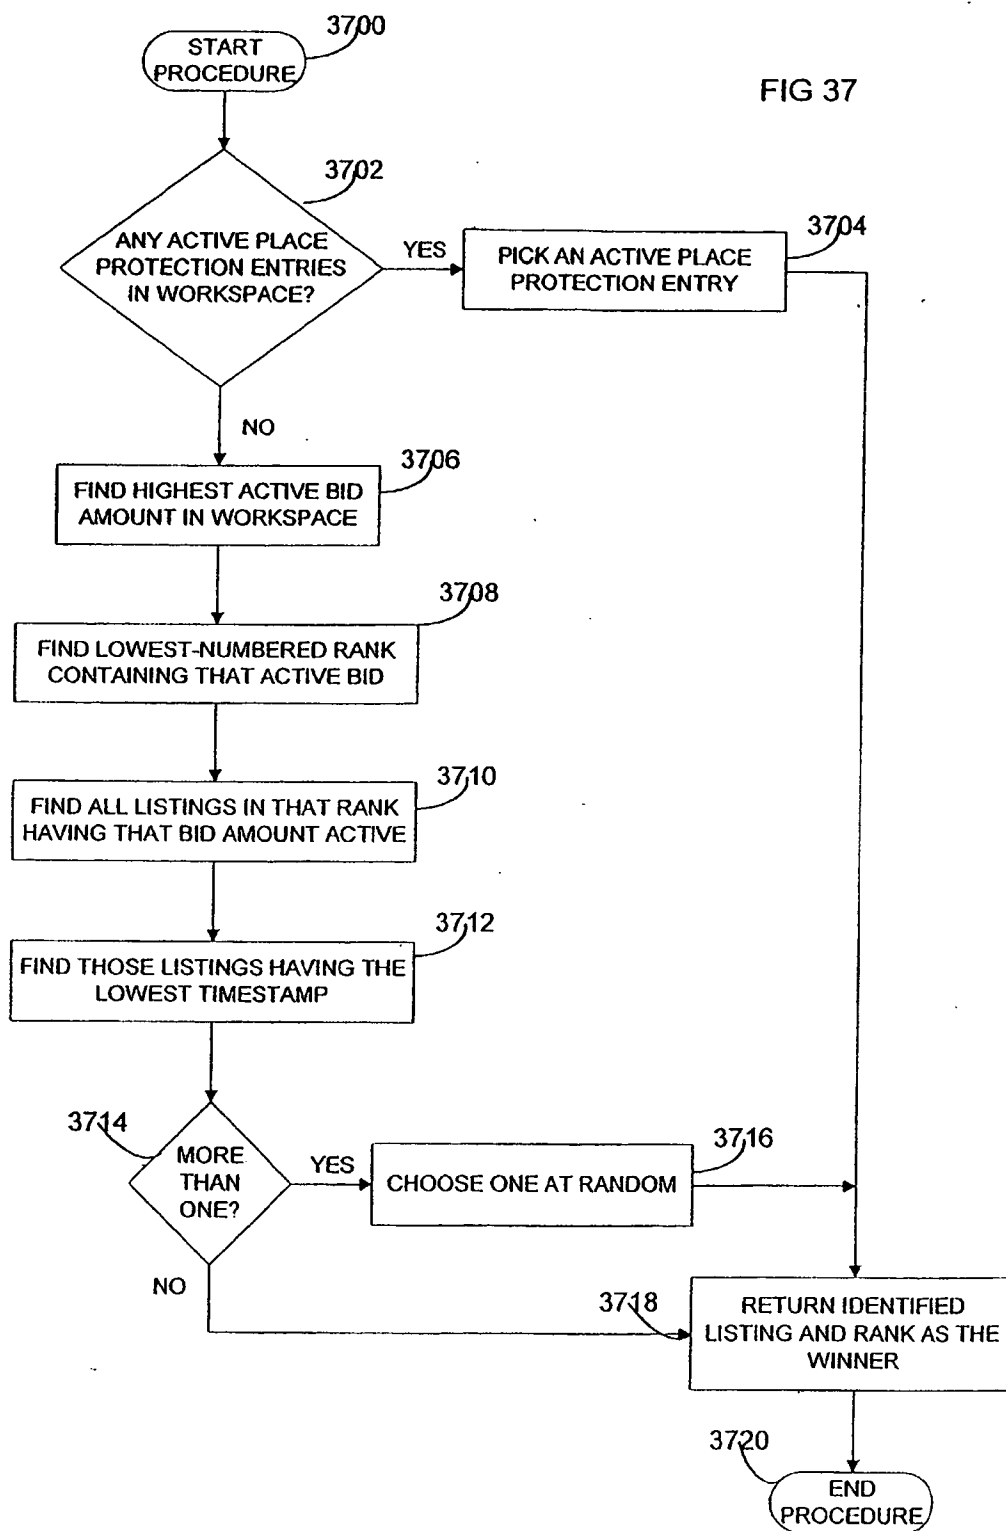 3700
START
PROCEDURE
FIG 37
3702
ANY ACTIVE PLACE
PROTECTION ENTRIES
IN WORKSPACE?
YES
3704
PICK AN ACTIVE PLACE
PROTECTION ENTRY
NO
3706
FIND HIGHEST ACTIVE BID
AMOUNT IN WORKSPACE
3708
FIND LOWEST-NUMBERED RANK
CONTAINING THAT ACTIVE BID
3710
FIND ALL LISTINGS IN THAT RANK
HAVING THAT BID AMOUNT ACTIVE
3712
FIND THOSE LISTINGS HAVING THE
LOWEST TIMESTAMP
3714
MORE
THAN
ONE?
YES
3716
CHOOSE ONE AT RANDOM
NO
3718
RETURN IDENTIFIED
LISTING AND RANK AS THE
WINNER
3720
END
PROCEDURE